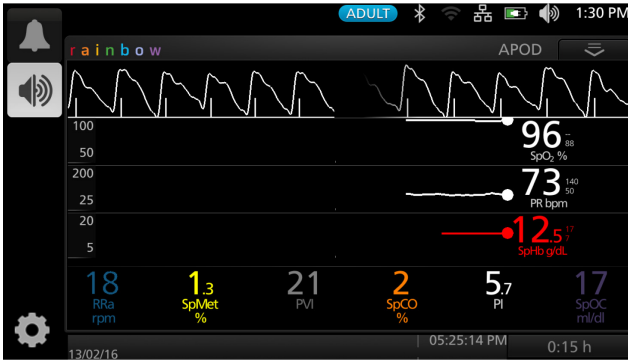 ADULT 1:30 PM
rainbow APOD
100
50
96 88
SpO₂ %
200
25
73 140 50
PR bpm
20
5
12.5 17 7
SpHb g/dL
18 1.3 21 2 5.7 17
RRa SpMet PVI SpCO PI SpOC
rpm % % ml/dl
05:25:14 PM 0:15 h
13/02/16